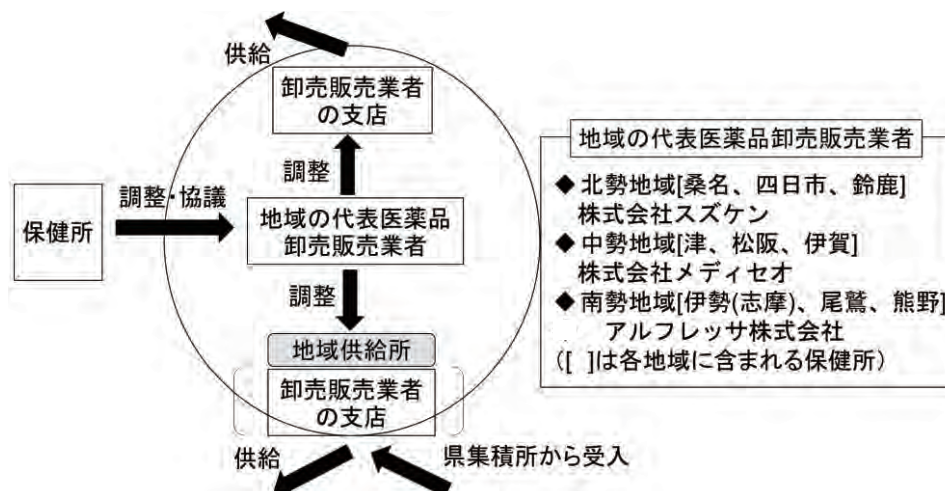 供給
卸売販売業者
の支店
調整
保健所
調整・協議
地域の代表医薬品
卸売販売業者
調整
地域供給所
卸売販売業者
の支店
供給
県集積所から受入
地域の代表医薬品卸売販売業者
◆ 北勢地域[桑名、四日市、鈴鹿]
株式会社スズケン
◆ 中勢地域[津、松阪、伊賀]
株式会社メディセオ
◆ 南勢地域[伊勢(志摩)、尾鷲、熊野]
アルフレッサ株式会社
([ ]は各地域に含まれる保健所)